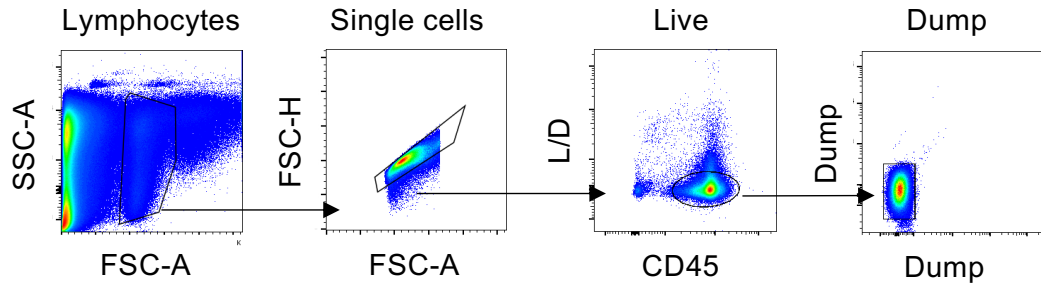 Lymphocytes Single cells Live Dump
SSC-A FSC-H L/D Dump
K
FSC-A FSC-A CD45 Dump